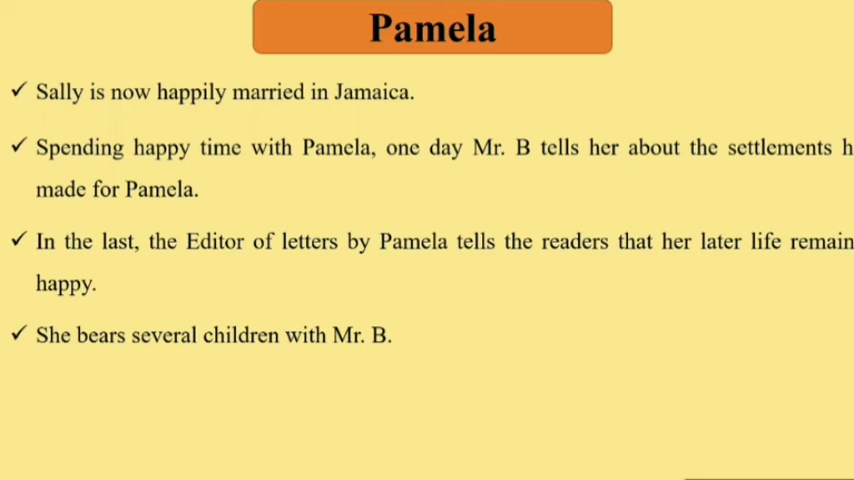 Pamela
✓ Sally is now happily married in Jamaica.
✓ Spending happy time with Pamela, one day Mr. B tells her about the settlements h
made for Pamela.
✓ In the last, the Editor of letters by Pamela tells the readers that her later life remain
happy.
✓ She bears several children with Mr. B.